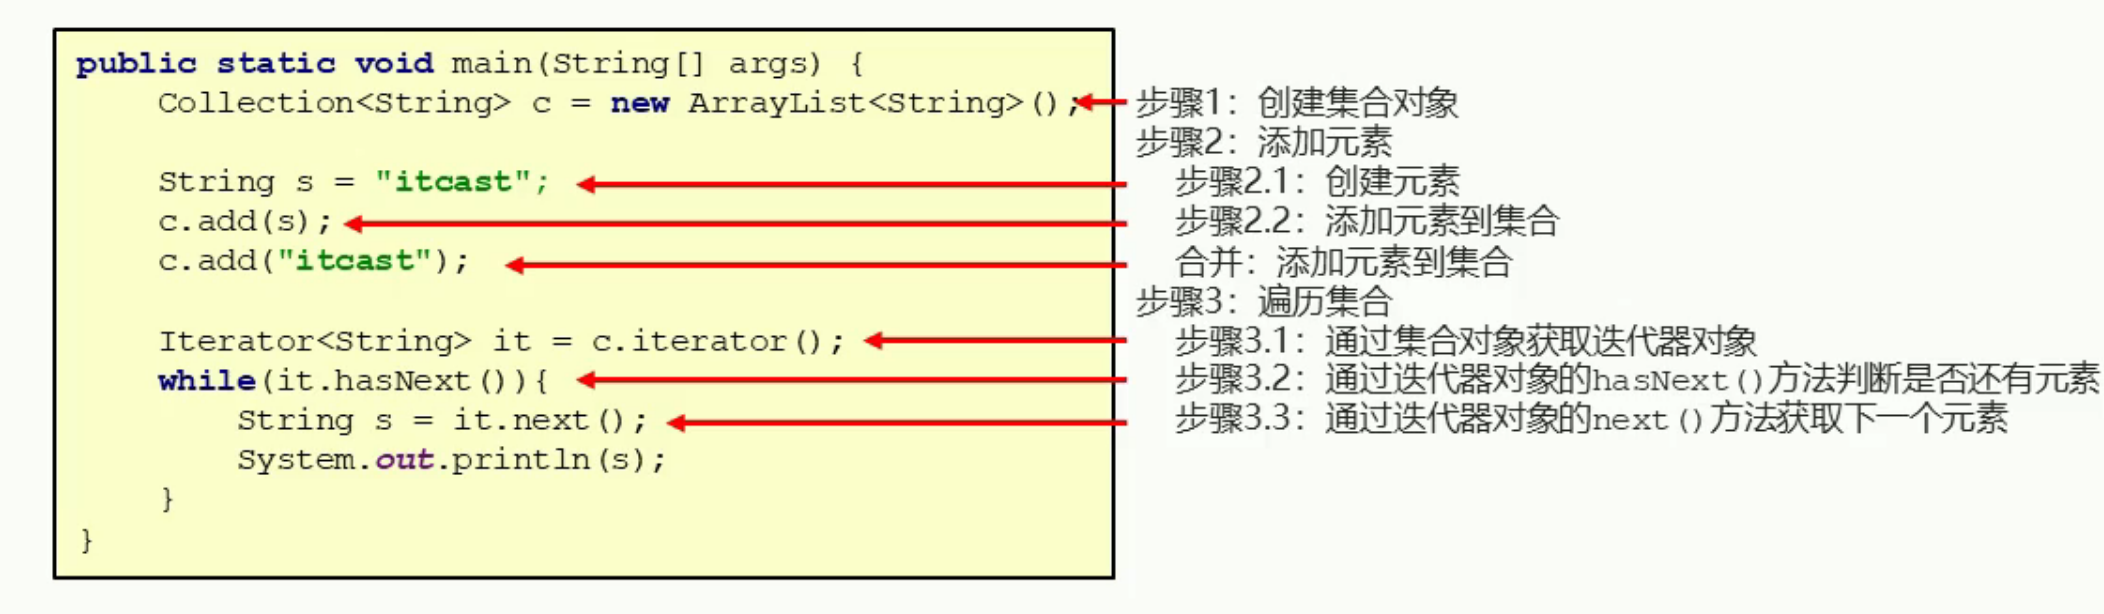 public static void main(String[] args) {
Collection<String> c = new ArrayList<String>();
步骤1：创建集合对象
步骤2：添加元素
String s = "itcast";
步骤2.1：创建元素
c.add(s);
步骤2.2：添加元素到集合
c.add("itcast");
合并：添加元素到集合
步骤3：遍历集合
Iterator<String> it = c.iterator();
步骤3.1：通过集合对象获取迭代器对象
while(it.hasNext()){
步骤3.2：通过迭代器对象的hasNext()方法判断是否还有元素
String s = it.next();
步骤3.3：通过迭代器对象的next()方法获取下一个元素
System.out.println(s);
}
}